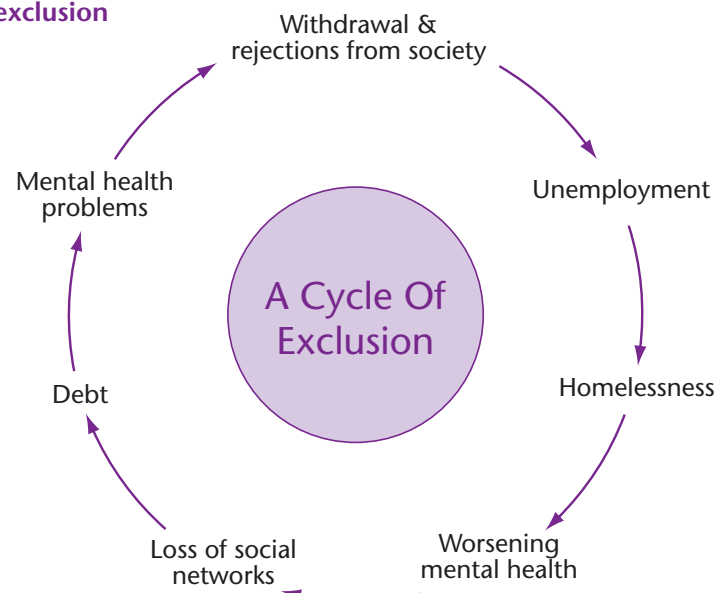 exclusion
Withdrawal &
rejections from society
Unemployment
Homelessness
Worsening
mental health
Loss of social
networks
Debt
Mental health
problems
A Cycle Of
Exclusion